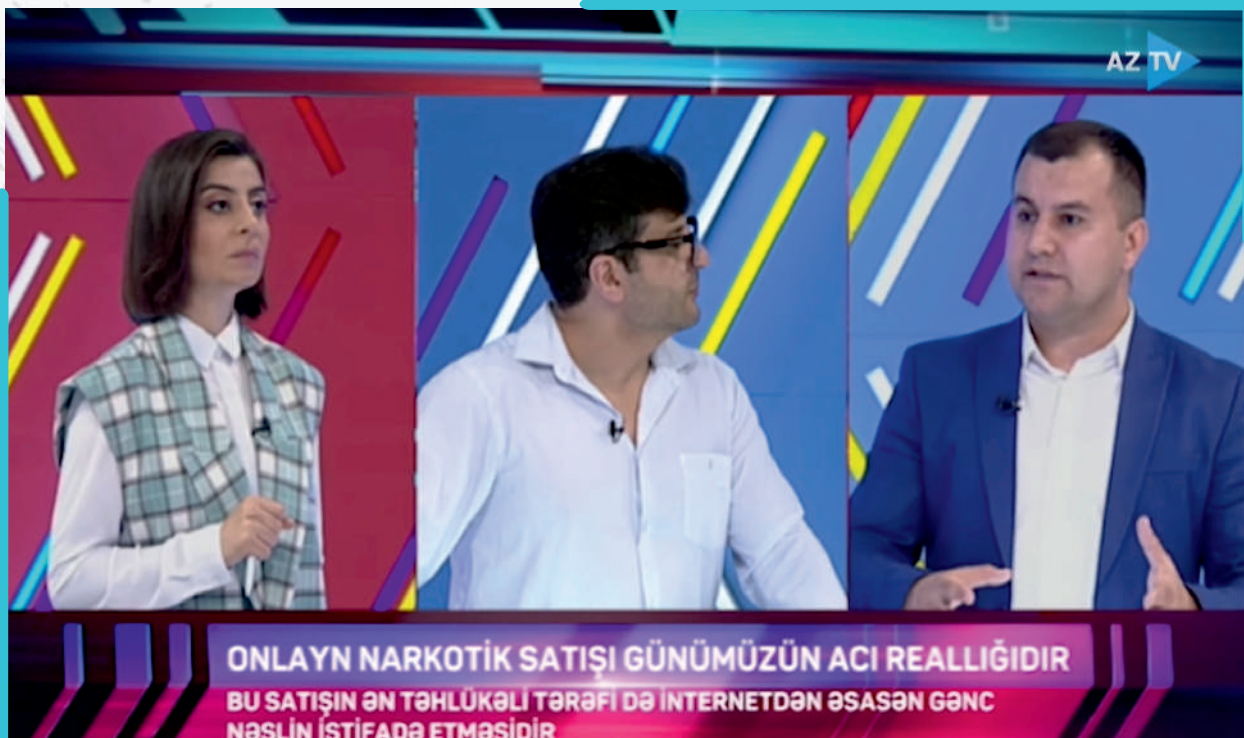 AZ TV
ONLAYN NARKOTİK SATIŞI GÜNÜMÜZÜN ACI REALLIĞIDIR
BU SATIŞIN ƏN TƏHLÜKƏLİ TƏRƏFİ DƏ İNTERNETDƏN ƏSASƏN GƏNC
NƏSLİN İSTİFADƏ ETMƏSİDİR